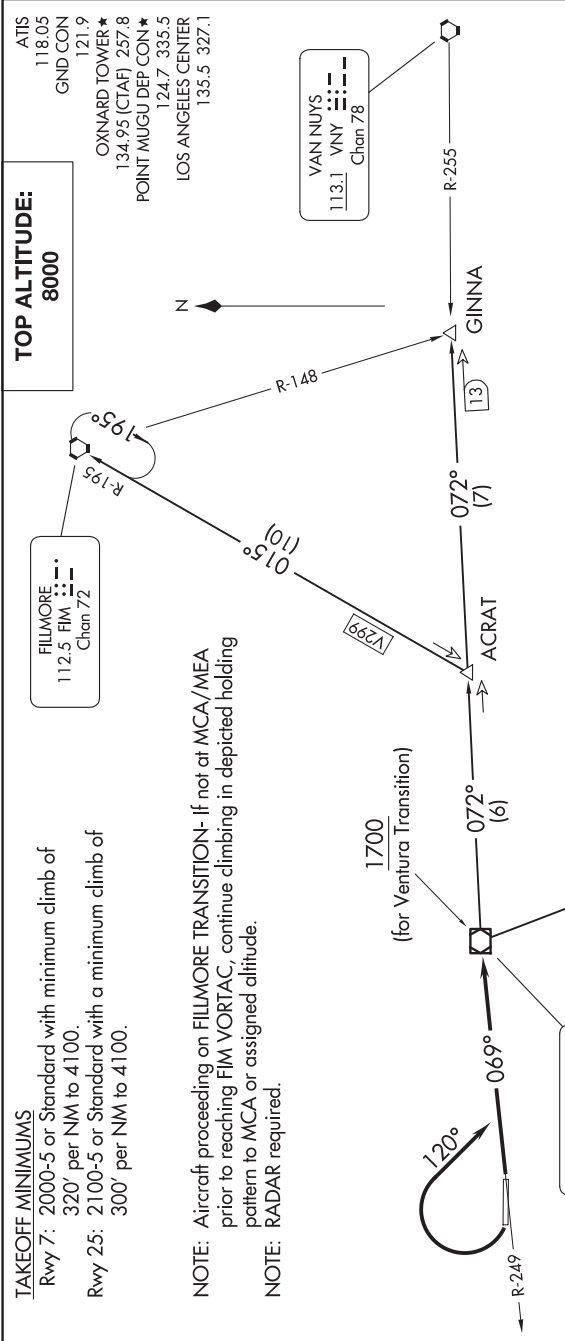 TOP ALTITUDE:
8000
ATIS
118.05
GND CON
121.9
OXNARD TOWER★
134.95 (CTAF) 257.8
POINT MUGU DEP CON★
124.7 335.5
LOS ANGELES CENTER
135.5 327.1
TAKEOFF MINIMUMS
Rwy 7: 2000-5 or Standard with minimum climb of
320' per NM to 4100.
Rwy 25: 2100-5 or Standard with a minimum climb of
300' per NM to 4100.
NOTE: Aircraft proceeding on FILLMORE TRANSITION- If not at MCA/MEA
prior to reaching FIM VORTAC, continue climbing in depicted holding
pattern to MCA or assigned altitude.
NOTE: RADAR required.
FILLMORE
112.5 FIM
Chan 72
195°
R-195
R-148
N
VAN NUYS
113.1 VNY
Chan 78
R-255
015°
(10)
V299
GINNA
13
072°
(7)
ACRAT
072°
(6)
1700
(for Ventura Transition)
069°
120°
R-249